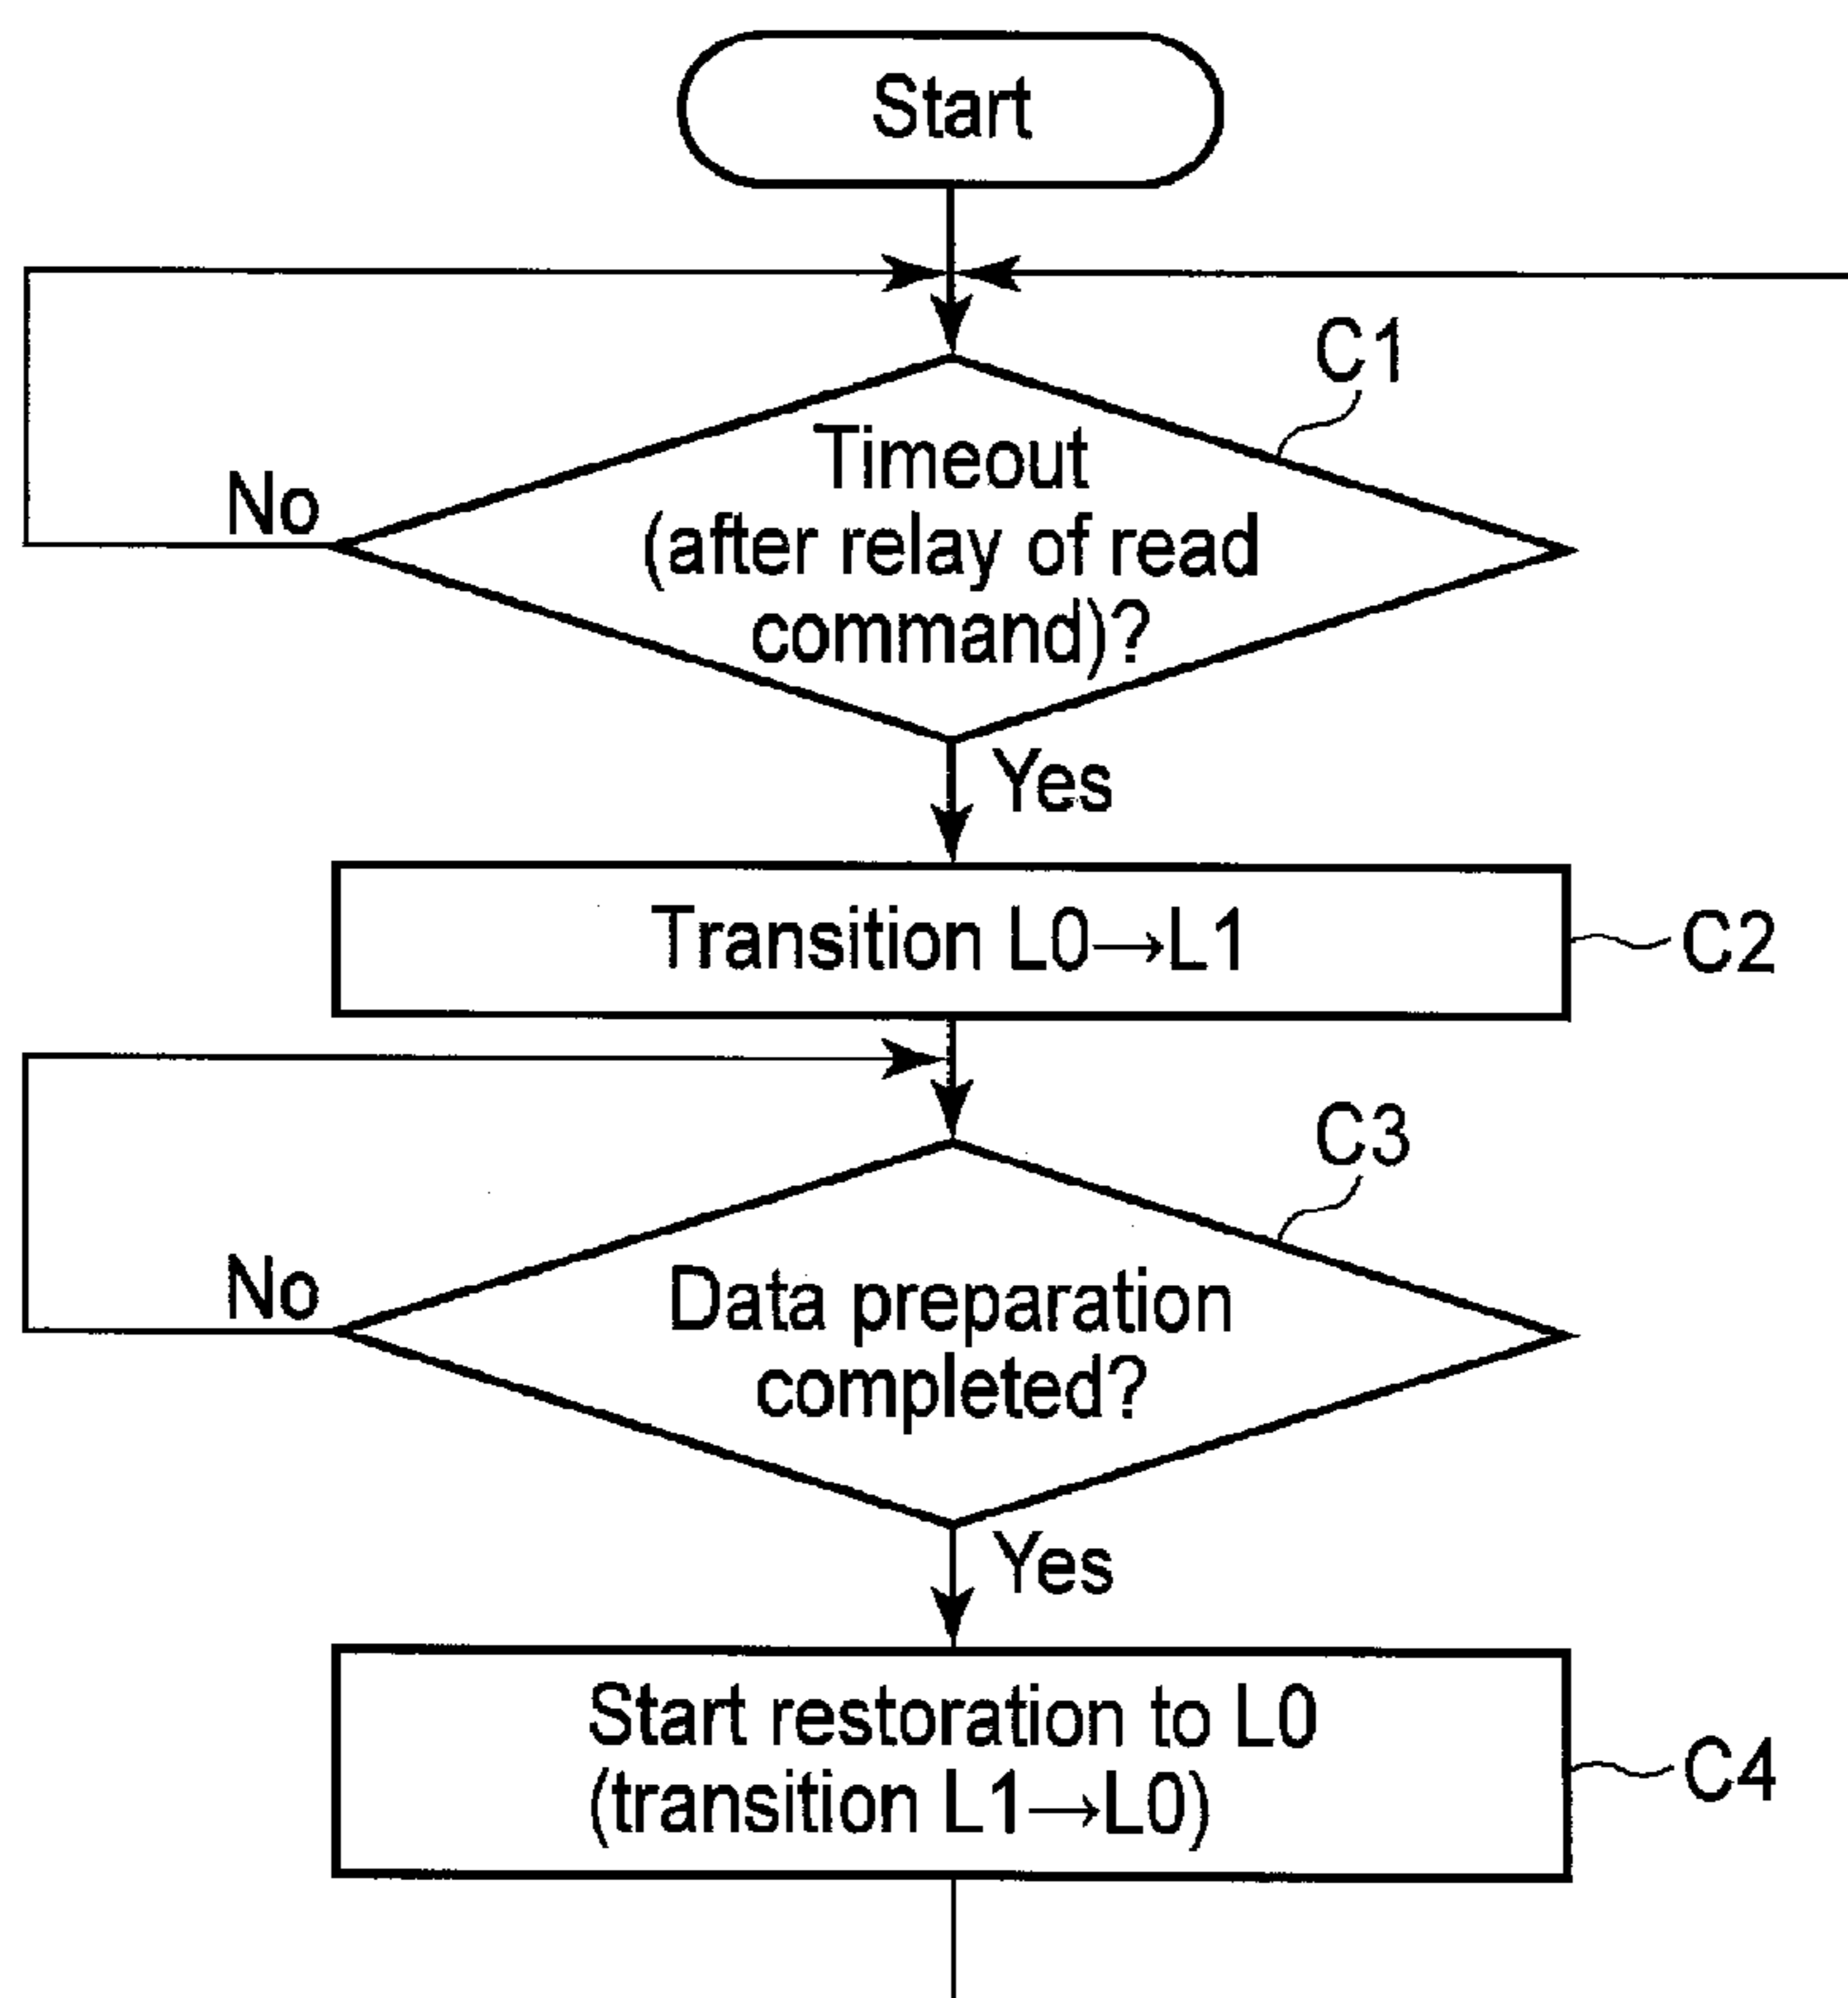 Start
C1
Timeout
(after relay of read
command)?
No
Yes
Transition L0→L1
C2
C3
Data preparation
completed?
No
Yes
Start restoration to L0
(transition L1→L0)
C4